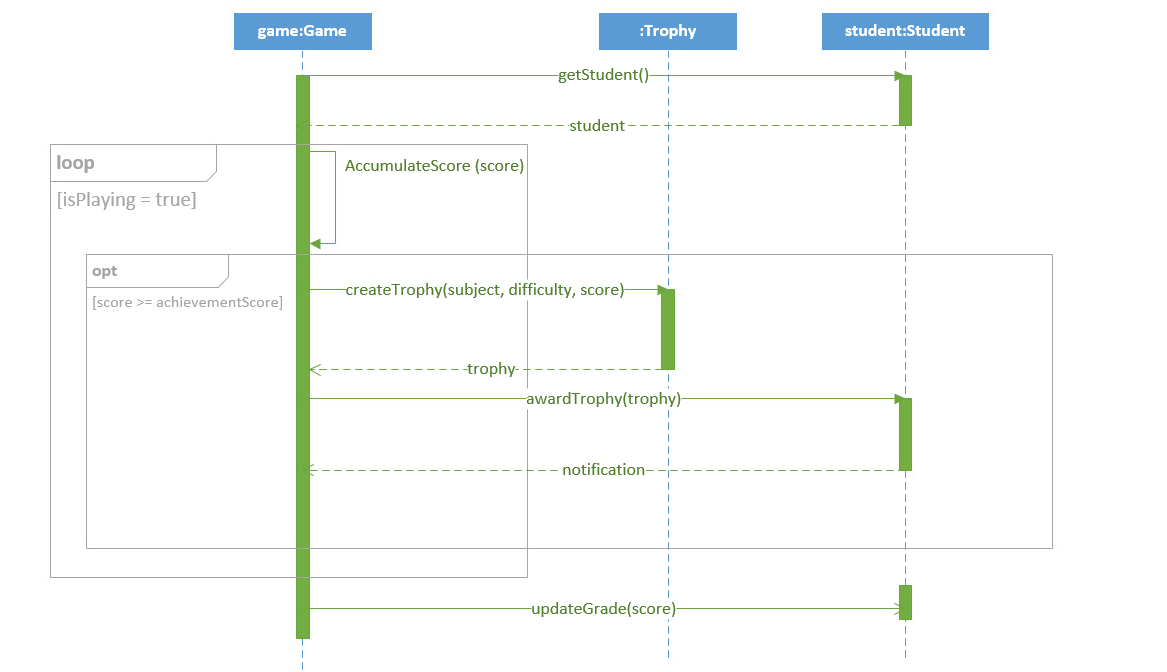 game:Game
:Trophy
student:Student
getStudent()
student
loop
AccumulateScore (score)
[isPlaying = true]
opt
createTrophy(subject, difficulty, score)
[score >= achievementScore]
trophy
awardTrophy(trophy)
notification
updateGrade(score)